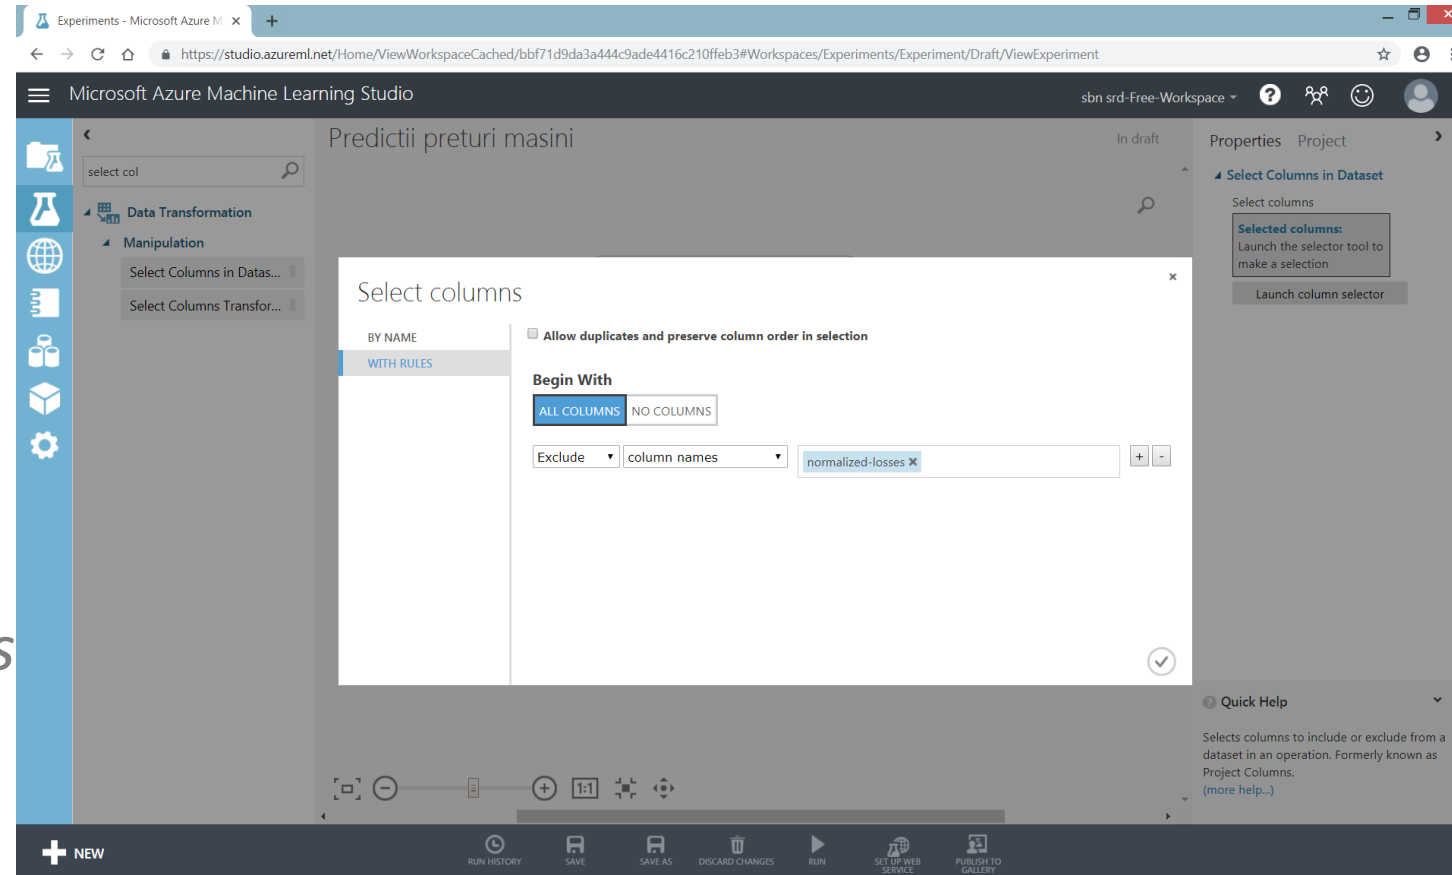 Experiments - Microsoft Azure M
https://studio.azureml.net/Home/ViewWorkspaceCached/bbf71d9da3a444c9ade4416c210ffeb3#Workspaces/Experiments/Experiment/Draft/ViewExperiment
Microsoft Azure Machine Learning Studio
sbn srd-Free-Workspace
select col
Data Transformation
Manipulation
Select Columns in Datas...
Select Columns Transfor...
Predictii preturi masini
In draft
Select columns
BY NAME
WITH RULES
Allow duplicates and preserve column order in selection
Begin With
ALL COLUMNS NO COLUMNS
Exclude column names normalized-losses + -
Properties Project
Select Columns in Dataset
Select columns
Selected columns:
Launch the selector tool to
make a selection
Launch column selector
s
Quick Help
Selects columns to include or exclude from a
dataset in an operation. Formerly known as
Project Columns.
(more help...)
1:1
NEW
RUN HISTORY
SAVE
SAVE AS
DISCARD CHANGES
RUN
SET UP WEB
SERVICE
PUBLISH TO
GALLERY